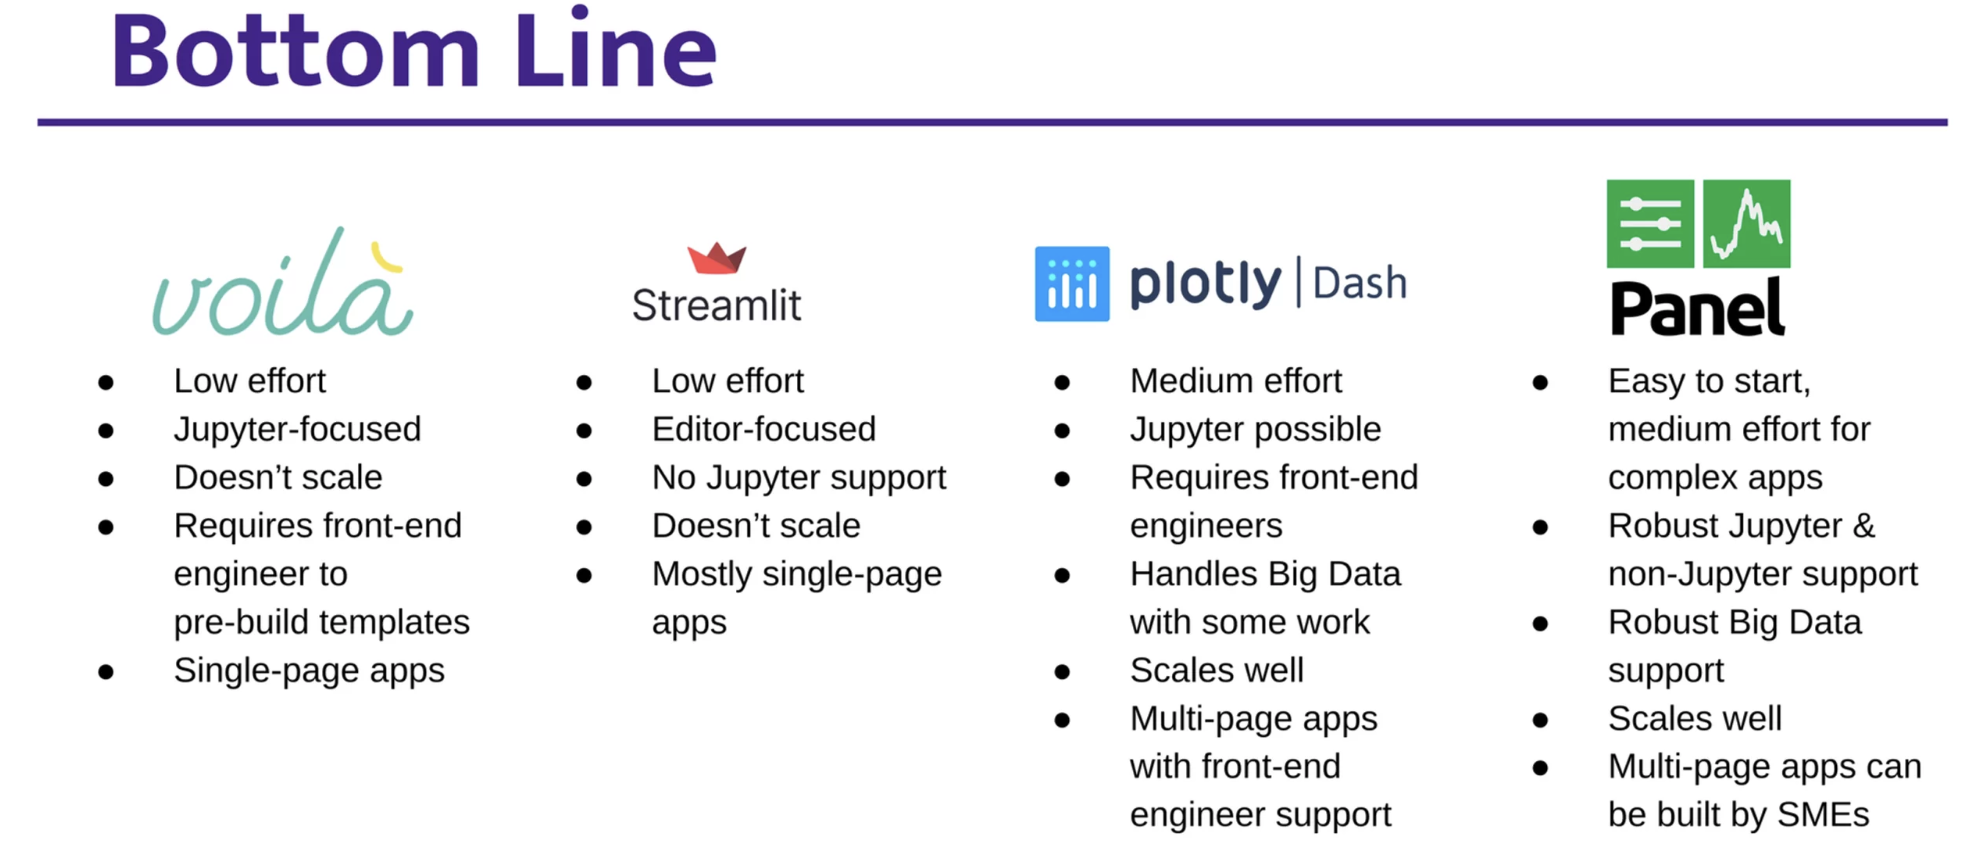 Bottom Line
voilà
● Low effort
● Jupyter-focused
● Doesn’t scale
● Requires front-end
engineer to
pre-build templates
● Single-page apps
Streamlit
● Low effort
● Editor-focused
● No Jupyter support
● Doesn’t scale
● Mostly single-page
apps
plotly | Dash
● Medium effort
● Jupyter possible
● Requires front-end
engineers
● Handles Big Data
with some work
● Scales well
● Multi-page apps
with front-end
engineer support
Panel
● Easy to start,
medium effort for
complex apps
● Robust Jupyter &
non-Jupyter support
● Robust Big Data
support
● Scales well
● Multi-page apps can
be built by SMEs